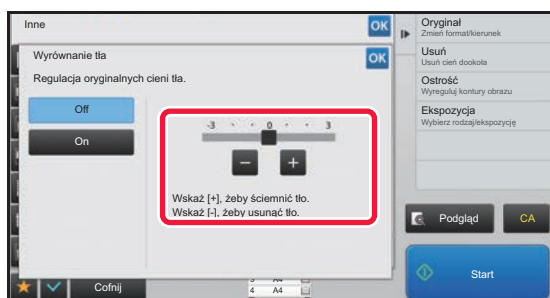 Inne
OK
Wyrównanie tła
OK
Regulacja oryginalnych cieni tła.
Off
On
-3 0 3
Wskaż [+], żeby ściemnić tło.
Wskaż [-], żeby usunąć tło.
Cofnij
4 A4
Oryginał
Zmień format/kierunek
Usuń
Usuń cień dookoła
Ostrość
Wyreguluj kontury obrazu
Ekspozycja
Wybierz rodzaj/ekspozycję
Podgląd
CA
Start